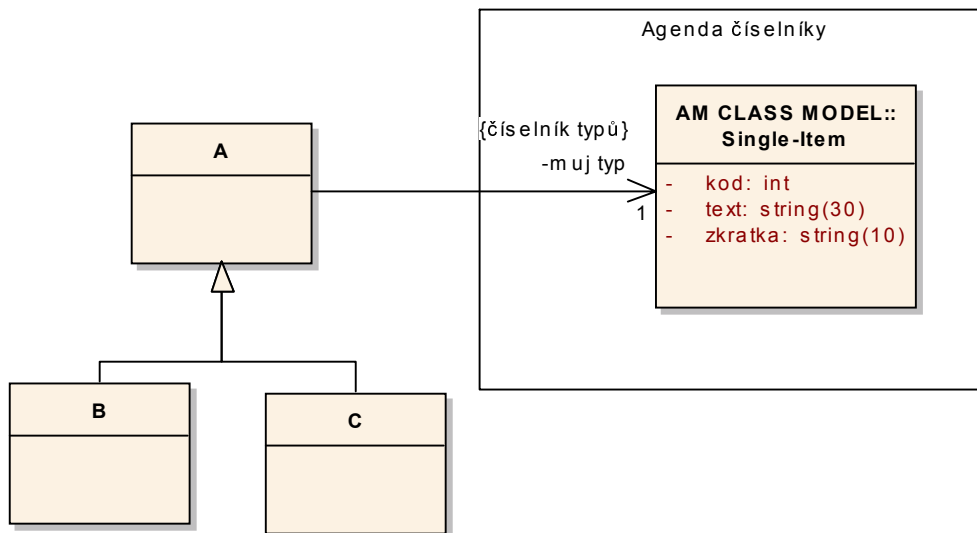 Agenda číselníky
AM CLASS MODEL::
Single-Item
- kod: int
- text: string(30)
- zkratka: string(10)
{číselník typů}
-muj typ
1
A
B
C